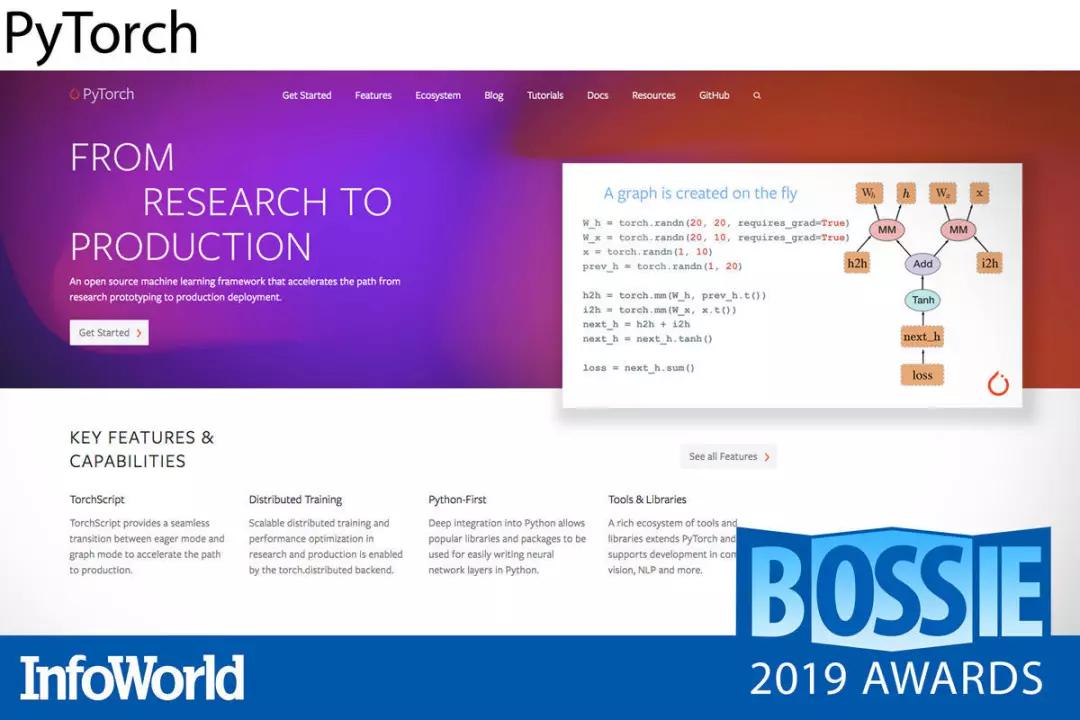 PyTorch
PyTorch
Get Started Features Ecosystem Blog Tutorials Docs Resources GitHub
FROM
RESEARCH TO
PRODUCTION
An open source machine learning framework that accelerates the path from
research prototyping to production deployment.
Get Started
A graph is created on the fly
W_h = torch.randn(20, 20, requires_grad=True)
W_x = torch.randn(20, 10, requires_grad=True)
x = torch.randn(1, 10)
prev_h = torch.randn(1, 20)
h2h = torch.mm(W_h, prev_h.t())
i2h = torch.mm(W_x, x.t())
next_h = h2h + i2h
next_h = next_h.tanh()
loss = next_h.sum()
Wh h Wx x
MM MM
h2h Add i2h
Tanh
next_h
loss
KEY FEATURES &
CAPABILITIES
See all Features
TorchScript
TorchScript provides a seamless
transition between eager mode and
graph mode to accelerate the path
to production.
Distributed Training
Scalable distributed training and
performance optimization in
research and production is enabled
by the torch.distributed backend.
Python-First
Deep integration into Python allows
popular libraries and packages to be
used for easily writing neural
network layers in Python.
Tools & Libraries
A rich ecosystem of tools and
libraries extends PyTorch and
supports development in com
vision, NLP and more.
BOSSIE
2019 AWARDS
InfoWorld